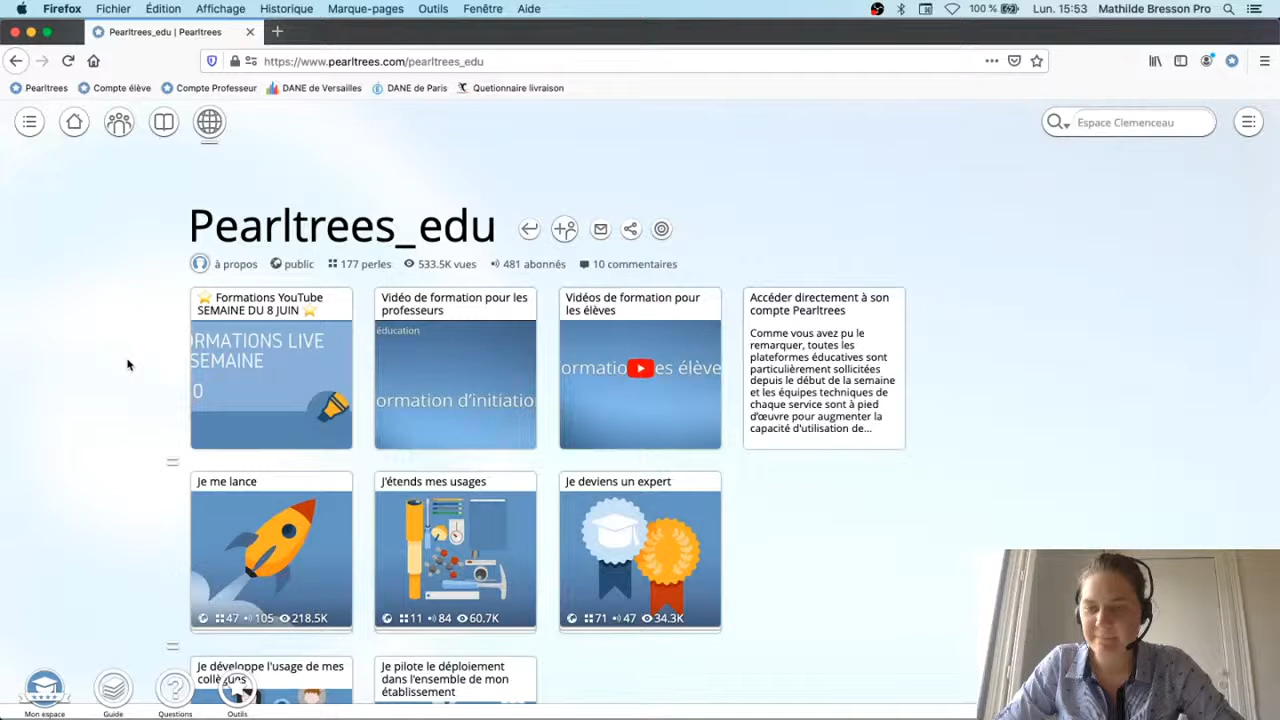 Firefox Fichier Édition Affichage Historique Marque-pages Outils Fenêtre Aide 100 % Lun. 15:53 Mathilde Bresson Pro
Pearltrees_edu | Pearltrees
https://www.pearltrees.com/pearltrees_edu
Pearltrees Compte élève Compte Professeur DANE de Versailles DANE de Paris Quetionnaire livraison
Espace Clemenceau
Pearltrees_edu
à propos public 177 perles 533.5K vues 481 abonnés 10 commentaires
Formations YouTube
SEMAINE DU 8 JUIN
ORMATIONS LIVE
SEMAINE
0
Vidéo de formation pour les
professeurs
éducation
ormation d'initiatio
Vidéos de formation pour
les élèves
ormatio es élève
Accéder directement à son
compte Pearltrees
Comme vous avez pu le
remarquer, toutes les
plateformes éducatives sont
particulièrement sollicitées
depuis le début de la semaine
et les équipes techniques de
chaque service sont à pied
d'œuvre pour augmenter la
capacité d'utilisation de...
Je me lance
47 105 218.5K
J'étends mes usages
11 84 60.7K
Je deviens un expert
71 47 34.3K
Je développe l'usage de mes
collègues
Je pilote le déploiement
dans l'ensemble de mon
établissement
Mon espace Guide Questions Outils